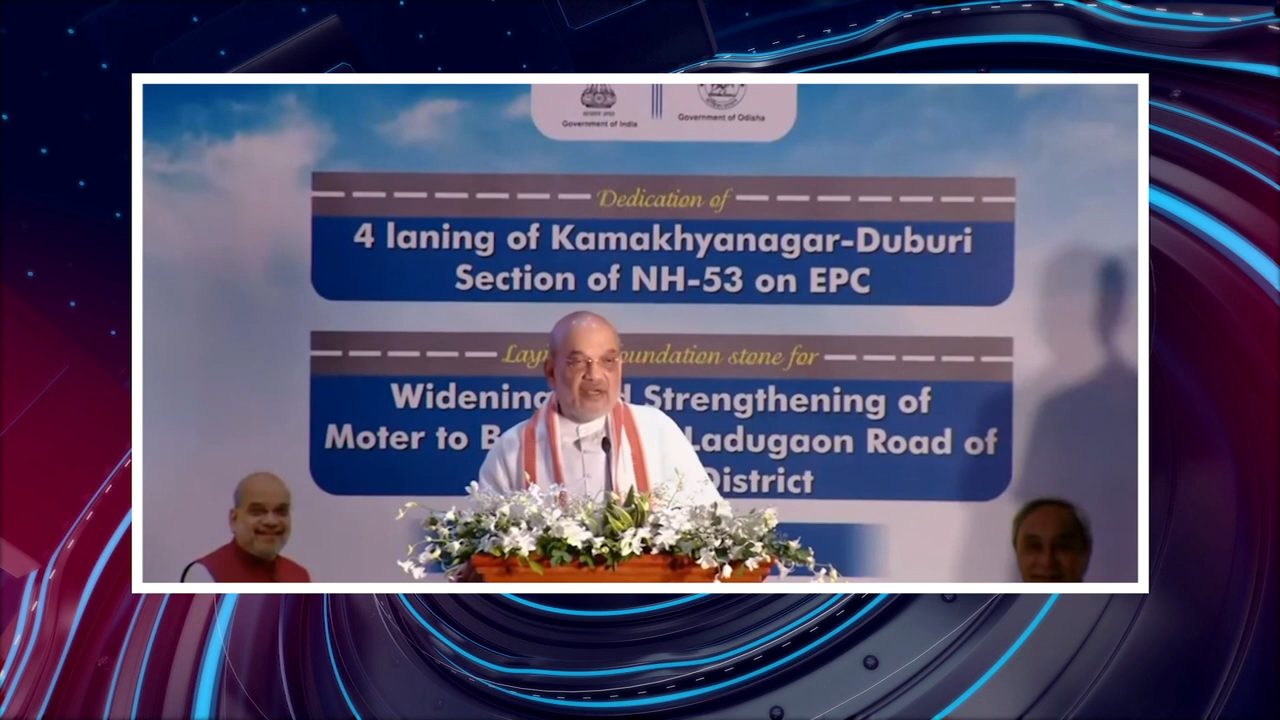 Government of India
Government of Odisha
Dedication of
4 laning of Kamakhyanagar-Duburi
Section of NH-53 on EPC
foundation stone for
Strengthening of
Moter to
Ladugaon Road of
District